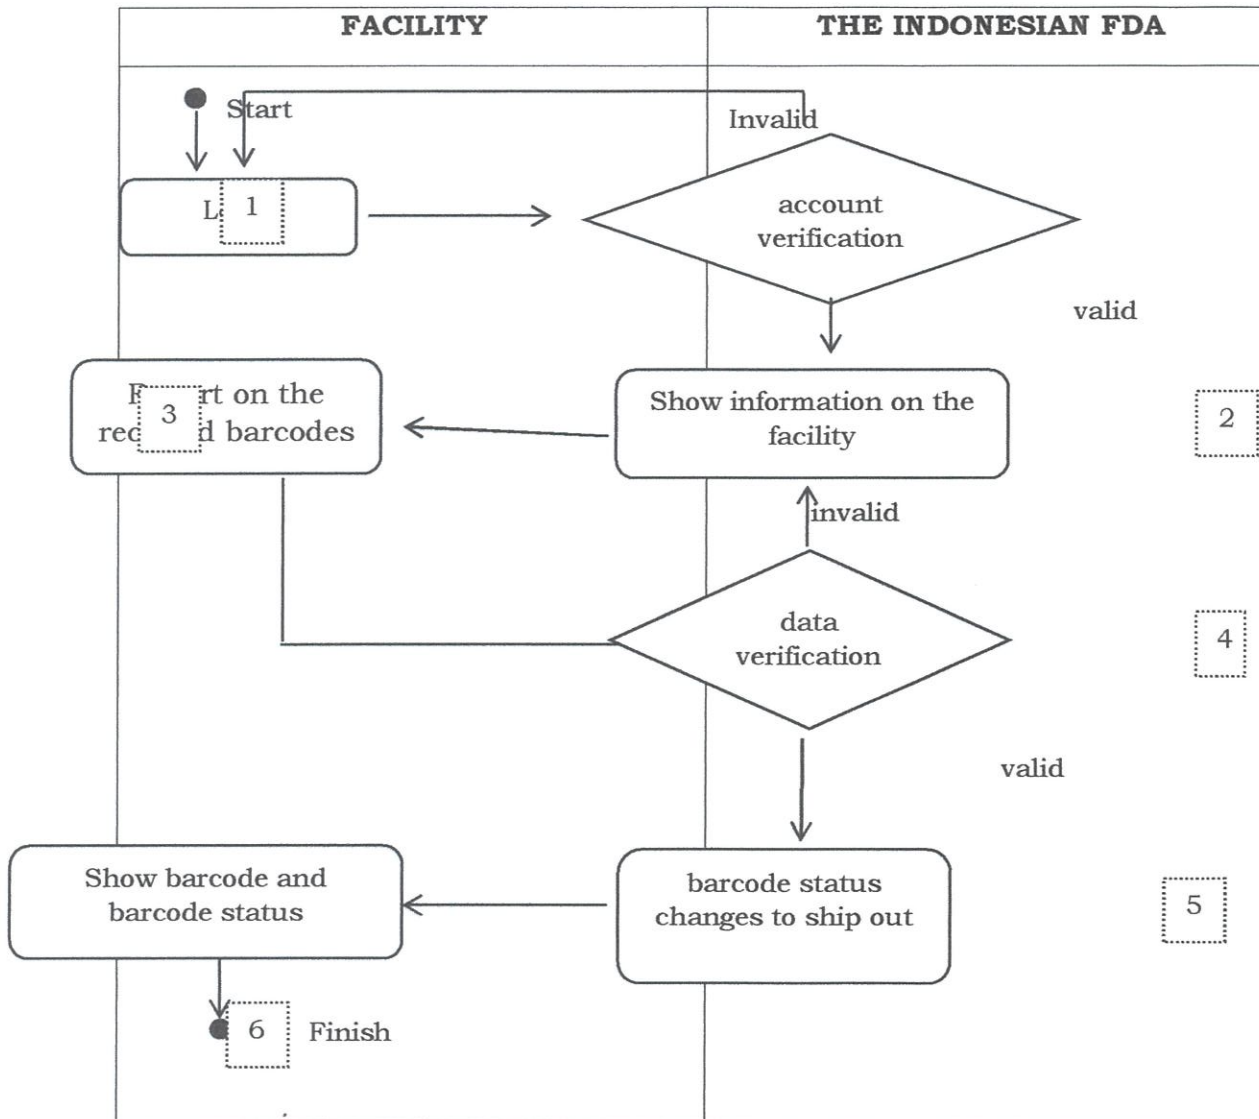 FACILITY
THE INDONESIAN FDA
Start
Invalid
L
1
account
verification
valid
3
rt on the
barcodes
Show information on the
facility
2
invalid
data
verification
4
valid
Show barcode and
barcode status
barcode status
changes to ship out
5
6
Finish